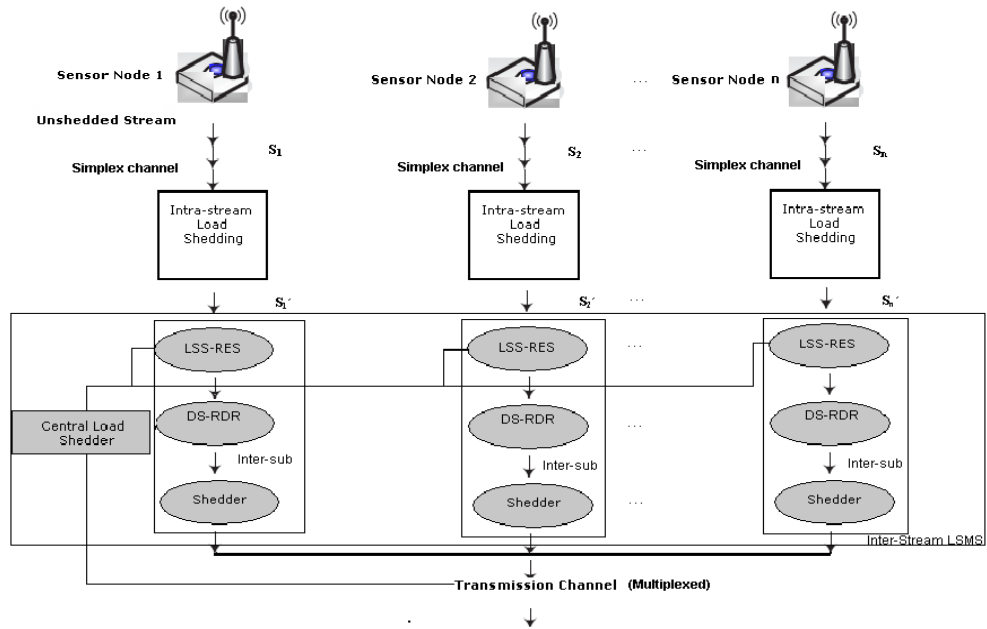 Sensor Node 1
Sensor Node 2
...
Sensor Node n
Unshedded Stream
S1
S2
...
Sn
Simplex channel
Simplex channel
Simplex channel
Intra-stream
Load
Shedding
Intra-stream
Load
Shedding
Intra-stream
Load
Shedding
S1´
S2´
...
Sn´
LSS-RES
LSS-RES
...
LSS-RES
Central Load
Shedder
DS-RDR
DS-RDR
...
DS-RDR
Inter-sub
Inter-sub
Inter-sub
Shedder
Shedder
...
Shedder
Inter-Stream LSMS
Transmission Channel (Multiplexed)
.